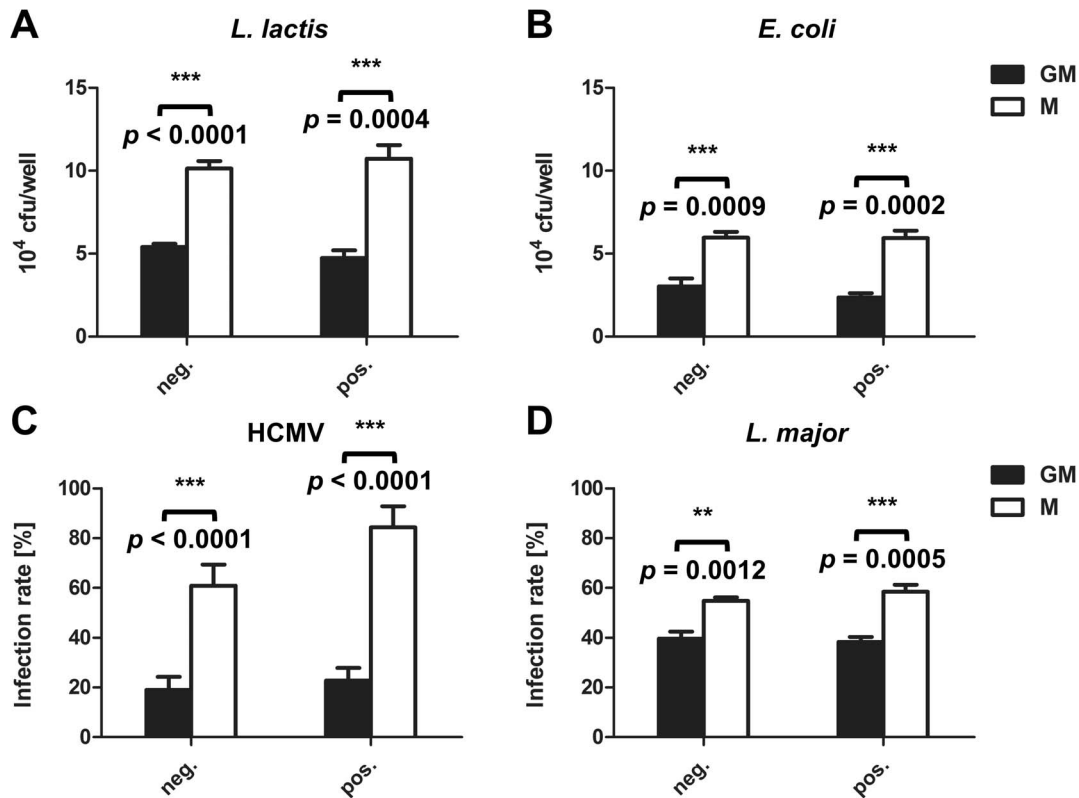 A
L. lactis
***
***
p < 0.0001
p = 0.0004
15
10
5
0
10⁴ cfu/well
neg.
pos.
B
E. coli
GM
M
***
***
p = 0.0009
p = 0.0002
15
10
5
0
10⁴ cfu/well
neg.
pos.
C
HCMV
***
***
p < 0.0001
p < 0.0001
100
80
60
40
20
0
Infection rate [%]
neg.
pos.
D
L. major
GM
M
**
***
p = 0.0012
p = 0.0005
100
80
60
40
20
0
Infection rate [%]
neg.
pos.